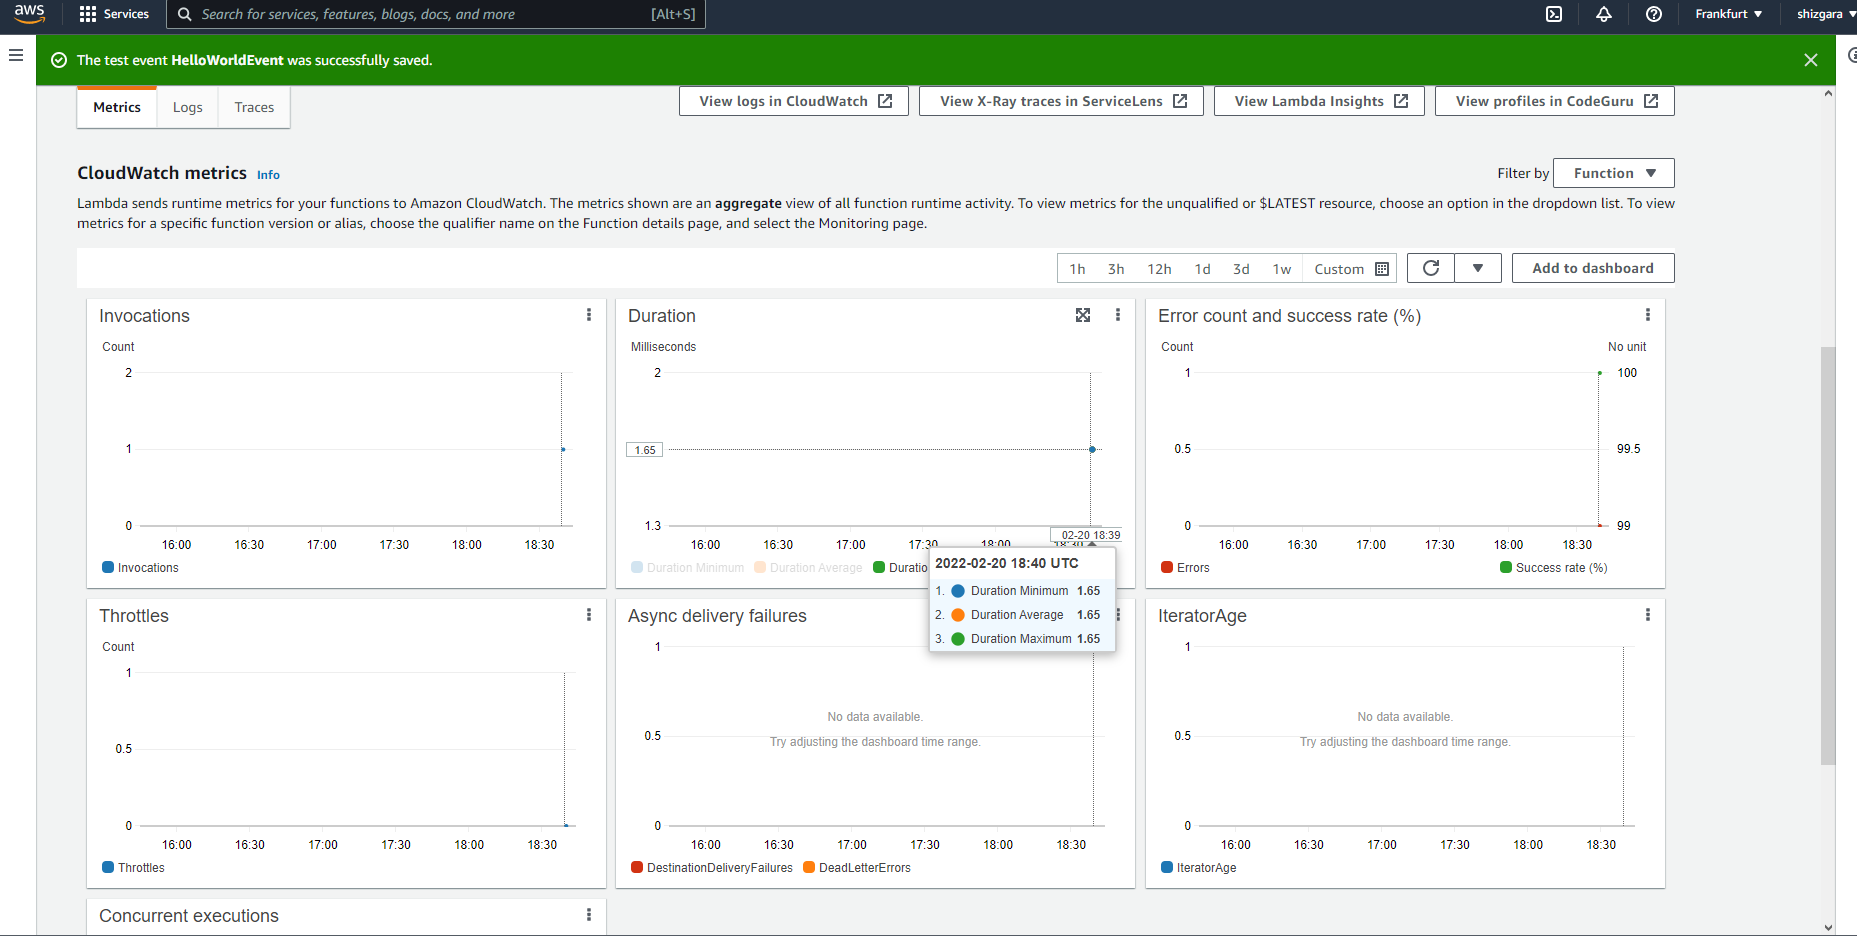 aws Services Search for services, features, blogs, docs, and more [Alt+S] Frankfurt shizgara
The test event HelloWorldEvent was successfully saved.
Metrics Logs Traces View logs in CloudWatch View X-Ray traces in ServiceLens View Lambda Insights View profiles in CodeGuru
CloudWatch metrics Info Filter by Function
Lambda sends runtime metrics for your functions to Amazon CloudWatch. The metrics shown are an aggregate view of all function runtime activity. To view metrics for the unqualified or $LATEST resource, choose an option in the dropdown list. To view
metrics for a specific function version or alias, choose the qualifier name on the Function details page, and select the Monitoring page.
1h 3h 12h 1d 3d 1w Custom Add to dashboard
Invocations
Count
2
1
0
16:00 16:30 17:00 17:30 18:00 18:30
Invocations
Duration
Milliseconds
2
1.65
1.3
16:00 16:30 17:00 17:30 18:00 18:30
02-20 18:39
Duration Minimum Duration Average Duratio
2022-02-20 18:40 UTC
1. Duration Minimum 1.65
2. Duration Average 1.65
3. Duration Maximum 1.65
Error count and success rate (%)
Count No unit
1 100
0.5 99.5
0 99
16:00 16:30 17:00 17:30 18:00 18:30
Errors Success rate (%)
Throttles
Count
1
0.5
0
16:00 16:30 17:00 17:30 18:00 18:30
Throttles
Async delivery failures
1
No data available.
0.5
Try adjusting the dashboard time range.
0
16:00 16:30 17:00 17:30 18:00 18:30
DestinationDeliveryFailures DeadLetterErrors
IteratorAge
1
No data available.
0.5
Try adjusting the dashboard time range.
0
16:00 16:30 17:00 17:30 18:00 18:30
IteratorAge
Concurrent executions